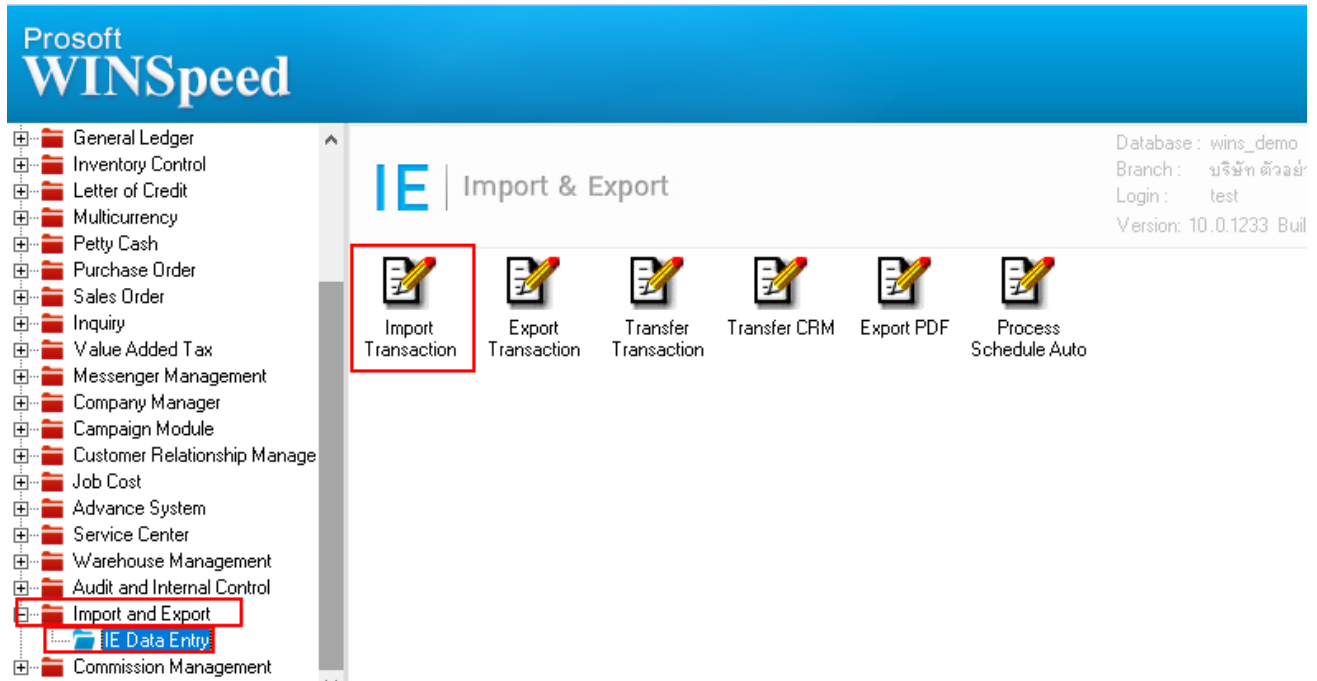 Prosoft
WINSpeed
General Ledger
Inventory Control
Letter of Credit
Multicurrency
Petty Cash
Purchase Order
Sales Order
Inquiry
Value Added Tax
Messenger Management
Company Manager
Campaign Module
Customer Relationship Manage
Job Cost
Advance System
Service Center
Warehouse Management
Audit and Internal Control
Import and Export
IE Data Entry
Commission Management
IE Import & Export
Database : wins_demo
Branch : บริษัท ตัวอย่า
Login : test
Version: 10.0.1233 Buil
Import
Transaction
Export
Transaction
Transfer
Transaction
Transfer CRM
Export PDF
Process
Schedule Auto